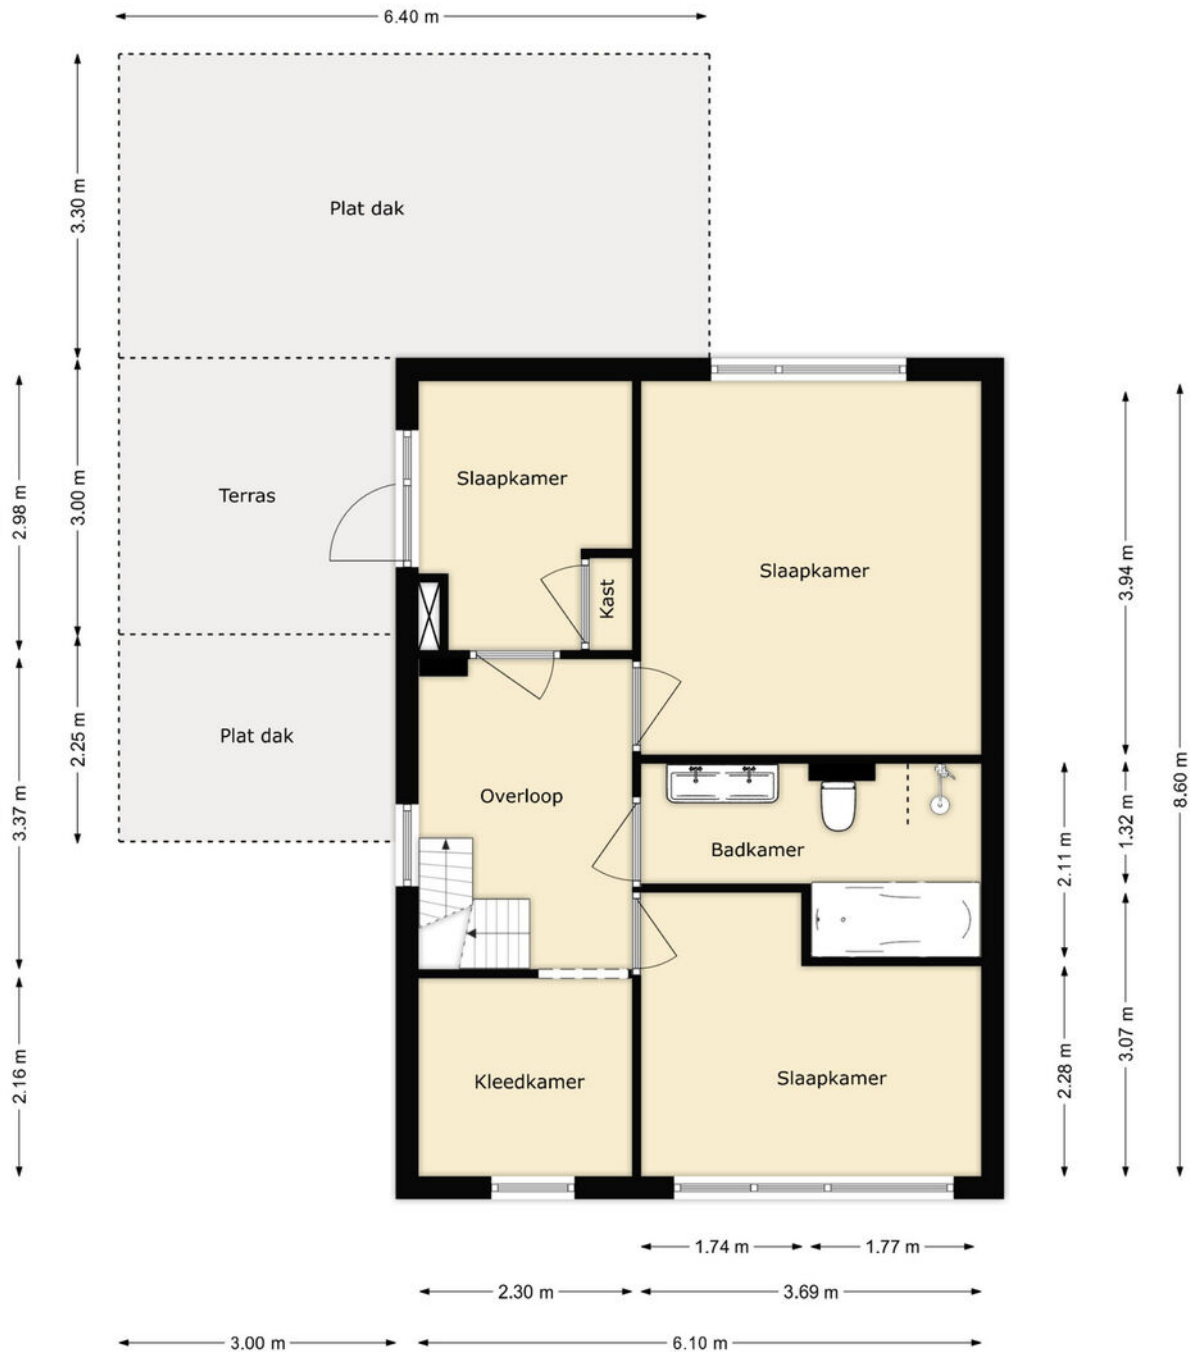 6.40 m
3.30 m
Plat dak
2.98 m
3.00 m
Terras
Slaapkamer
Kast
Slaapkamer
3.94 m
8.60 m
2.25 m
Plat dak
3.37 m
Overloop
Badkamer
2.11 m
1.32 m
2.16 m
Kleedkamer
Slaapkamer
2.28 m
3.07 m
1.74 m
1.77 m
2.30 m
3.69 m
3.00 m
6.10 m